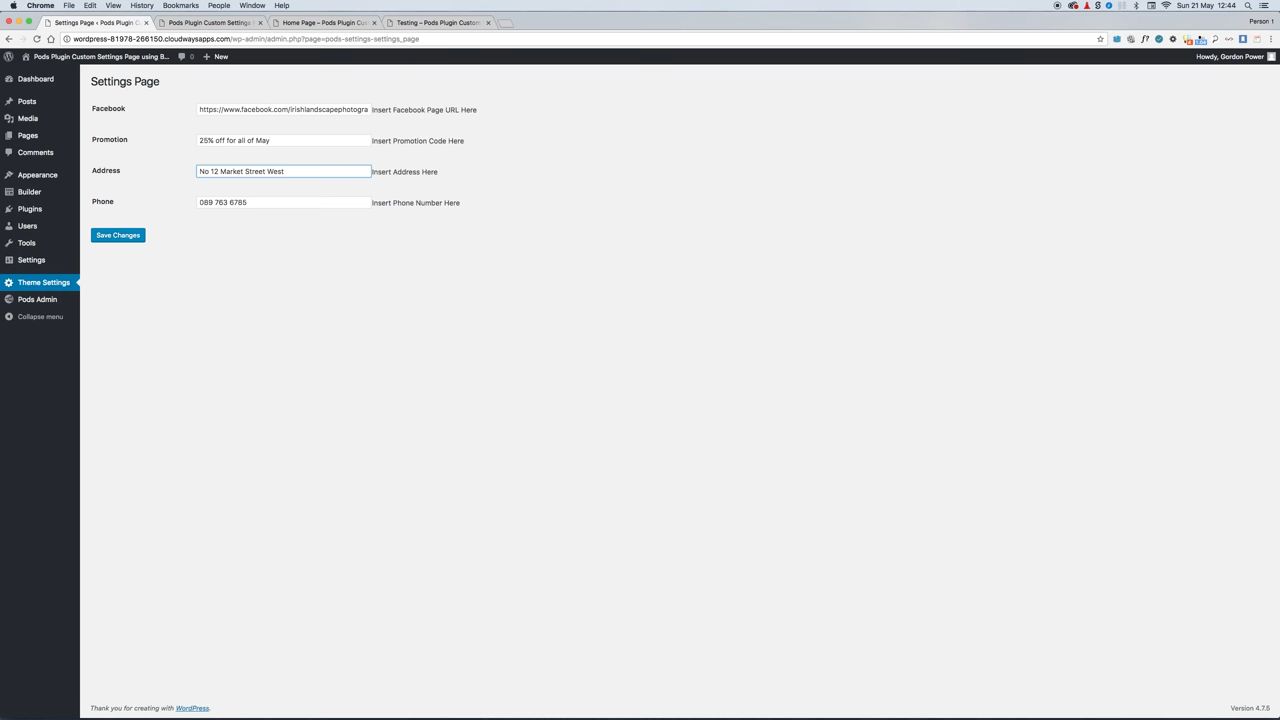 Chrome File Edit View History Bookmarks People Window Help Sun 21 May 12:44
Settings Page ‹ Pods Plugin C Pods Plugin Custom Settings Home Page – Pods Plugin Cus Testing – Pods Plugin Custom Person 1
wordpress-81978-266150.cloudwaysapps.com/wp-admin/admin.php?page=pods-settings-settings_page
Pods Plugin Custom Settings Page using B... 0 + New Howdy, Gordon Power
Dashboard
Posts
Media
Pages
Comments
Appearance
Builder
Plugins
Users
Tools
Settings
Theme Settings
Pods Admin
Collapse menu
Settings Page
Facebook https://www.facebook.com/irishlandscapephotogra Insert Facebook Page URL Here
Promotion 25% off for all of May Insert Promotion Code Here
Address No 12 Market Street West Insert Address Here
Phone 089 763 6785 Insert Phone Number Here
Save Changes
Thank you for creating with WordPress. Version 4.7.5